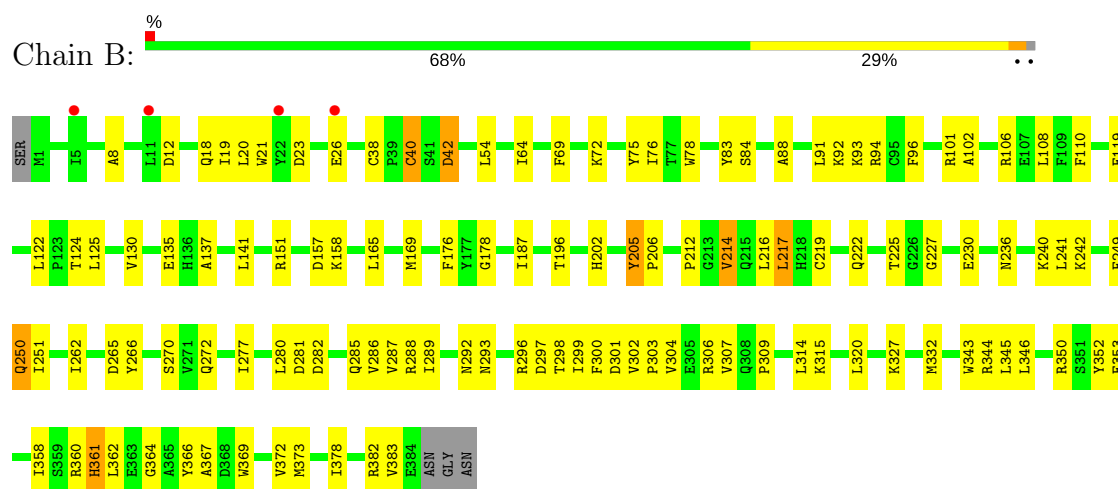 %
Chain B:
68% 29% • •
SER M1 I5 A8 L11 D12 Q18 I19 L20 W21 Y22 D23 E26 C38 P39 C40 S41 D42 L54 I64 F69 K72 Y75 I76 T77 W78 Y83 S84 A88 L91 K92 K93 R94 C95 F96 R101 A102 R106 E107 L108 F109 F110
L122 P123 T124 L125 V130 E135 H136 A137 L141 R151 D157 K158 L165 M169 F176 Y177 G178 I187 T196 H202 Y205 P206 P212 G213 V214 Q215 L216 L217 H218 C219 Q222 T225 G226 G227 E230 N236 K240 L241 K242
Q250 I251 I262 D265 Y266 S270 V271 Q272 I277 L280 D281 D282 Q285 V286 V287 R288 I289 N292 N293 R296 D297 T298 I299 F300 D301 V302 P303 V304 E305 R306 V307 Q308 P309 L314 K315 L320 K327 M332 W343 R344 L345 L346 R350 S351 Y352
I358 S359 R360 H361 L362 E363 G364 A365 Y366 A367 D368 W369 V372 M373 I378 R382 V383 E384 ASN GLY ASN